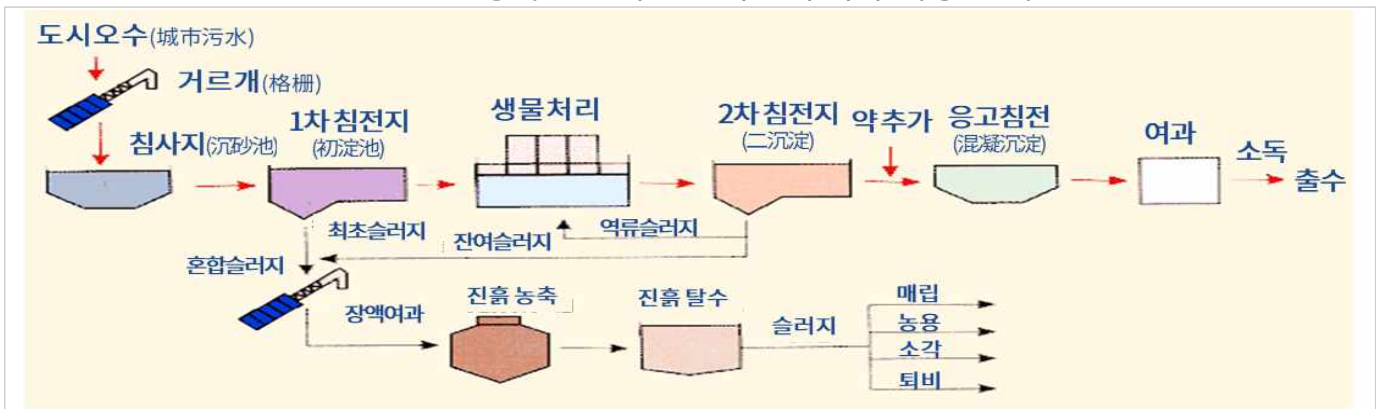 도시오수(城市污水)
거르개(格栅)
침사지(沉砂池)
1차 침전지
(初淀池)
생물처리
2차 침전지
(二沉淀)
약추가
응고침전
(混凝沉淀)
여과
소독
출수
최초슬러지
잔여슬러지
역류슬러지
혼합슬러지
장액여과
진흙 농축
진흙 탈수
슬러지
매립
농용
소각
퇴비